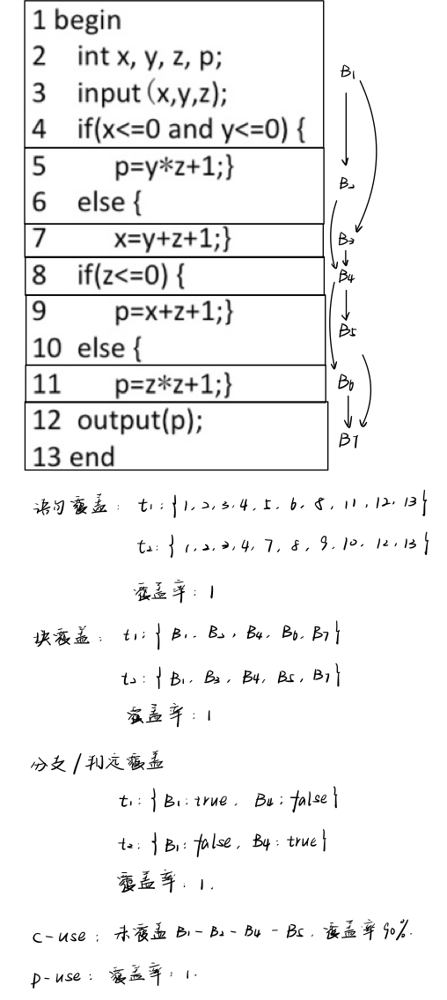 1 begin
2 int x, y, z, p;
3 input（x,y,z);
4 if(x<=0 and y<=0) {
5 p=y*z+1;}
6 else {
7 x=y+z+1;}
8 if(z<=0) {
9 p=x+z+1;}
10 else {
11 p=z*z+1;}
12 output(p);
13 end
B1
B2
B3
B4
B5
B6
B7
语句覆盖: t1:{1,2,3,4,5,6,8,11,12,13}
t2:{1,2,3,4,7,8,9,10,12,13}
覆盖率:1
块覆盖: t1:{B1,B2,B4,B6,B7}
t2:{B1,B3,B4,B5,B7}
覆盖率:1
分支/判定覆盖
t1:{B1:true, B4:false}
t2:{B1:false, B4:true}
覆盖率:1.
c-use: 未覆盖 B1-B2-B4-B5. 覆盖率90%.
p-use: 覆盖率:1.